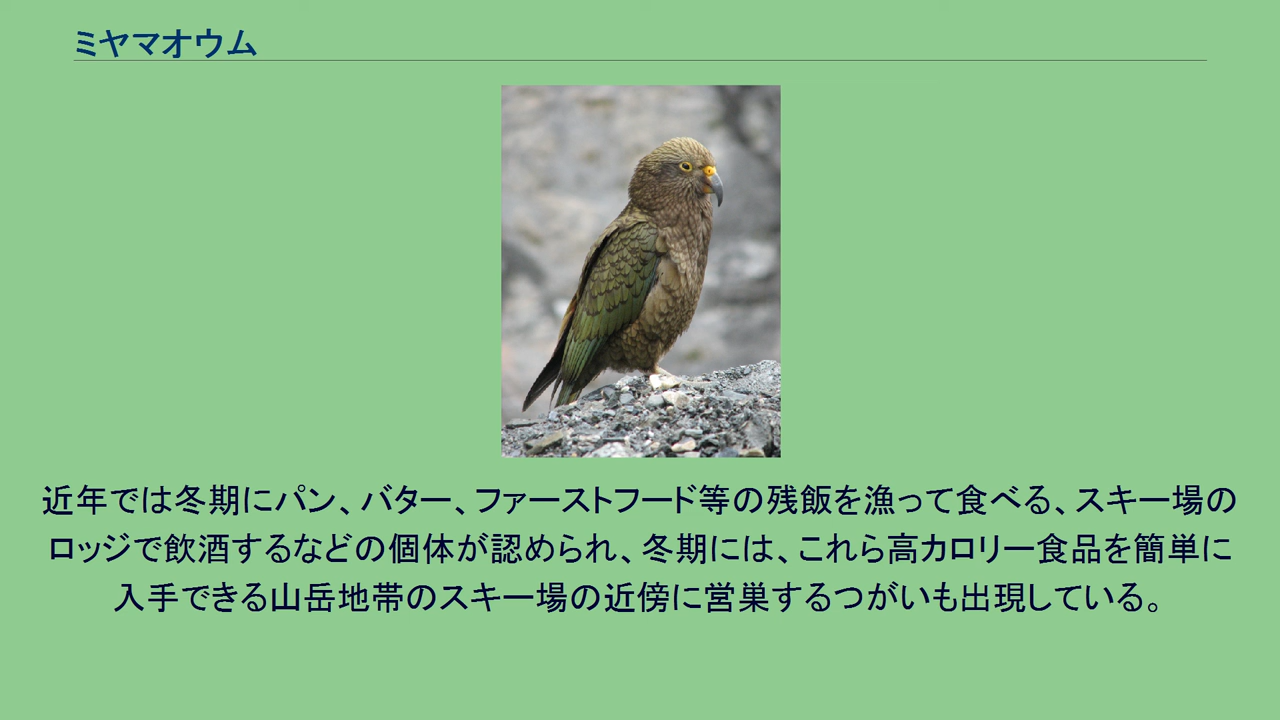 ミヤマオウム
近年では冬期にパン、バター、ファーストフード等の残飯を漁って食べる、スキー場の
ロッジで飲酒するなどの個体が認められ、冬期には、これら高カロリー食品を簡単に
入手できる山岳地帯のスキー場の近傍に営巣するつがいも出現している。